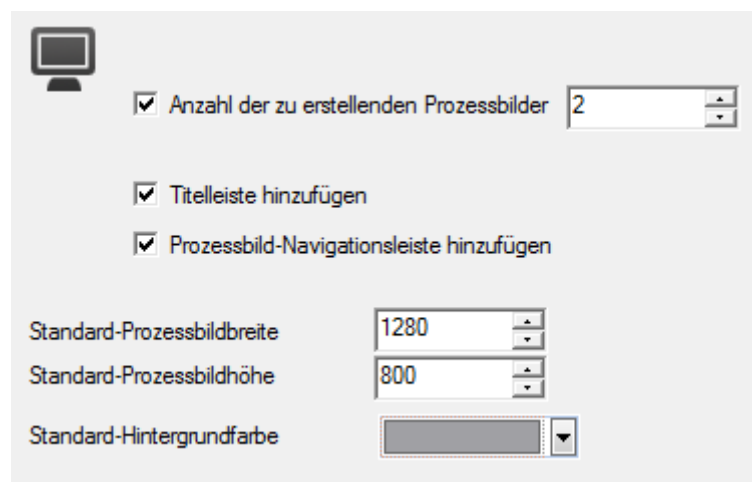 Anzahl der zu erstellenden Prozessbilder 2
Titelleiste hinzufügen
Prozessbild-Navigationsleiste hinzufügen
Standard-Prozessbildbreite 1280
Standard-Prozessbildhöhe 800
Standard-Hintergrundfarbe